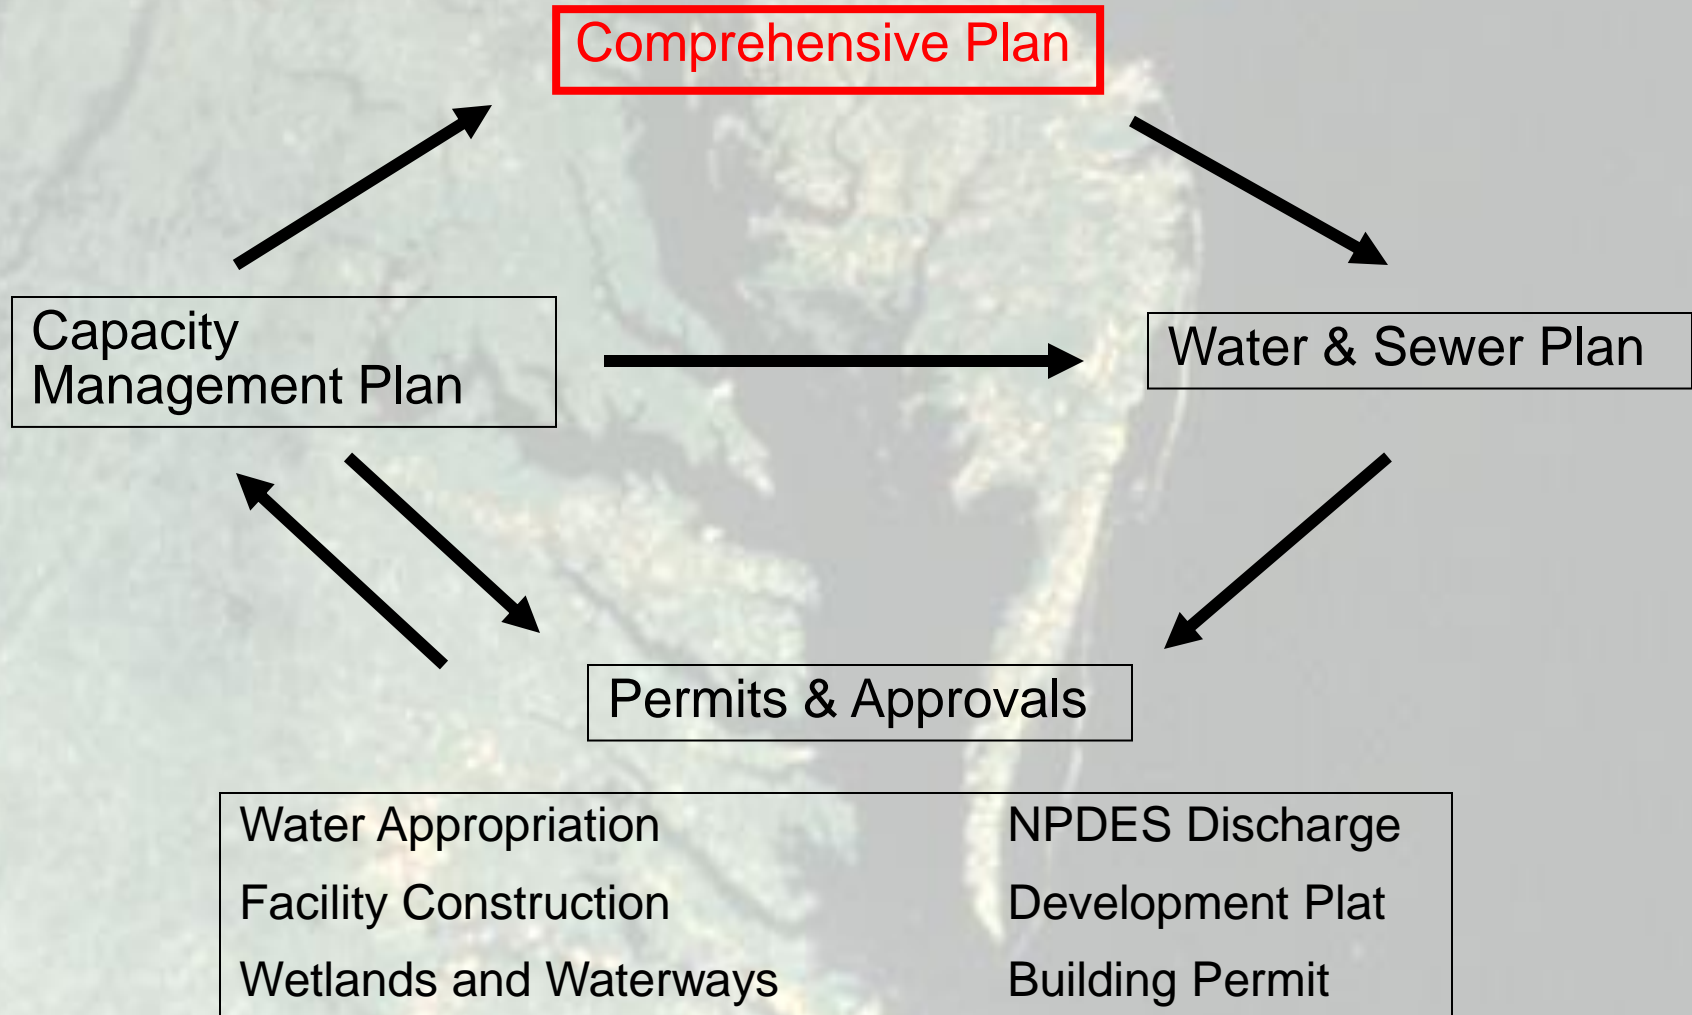 Comprehensive Plan
Capacity
Management Plan
Water & Sewer Plan
Permits & Approvals
Water Appropriation
NPDES Discharge
Facility Construction
Development Plat
Wetlands and Waterways
Building Permit